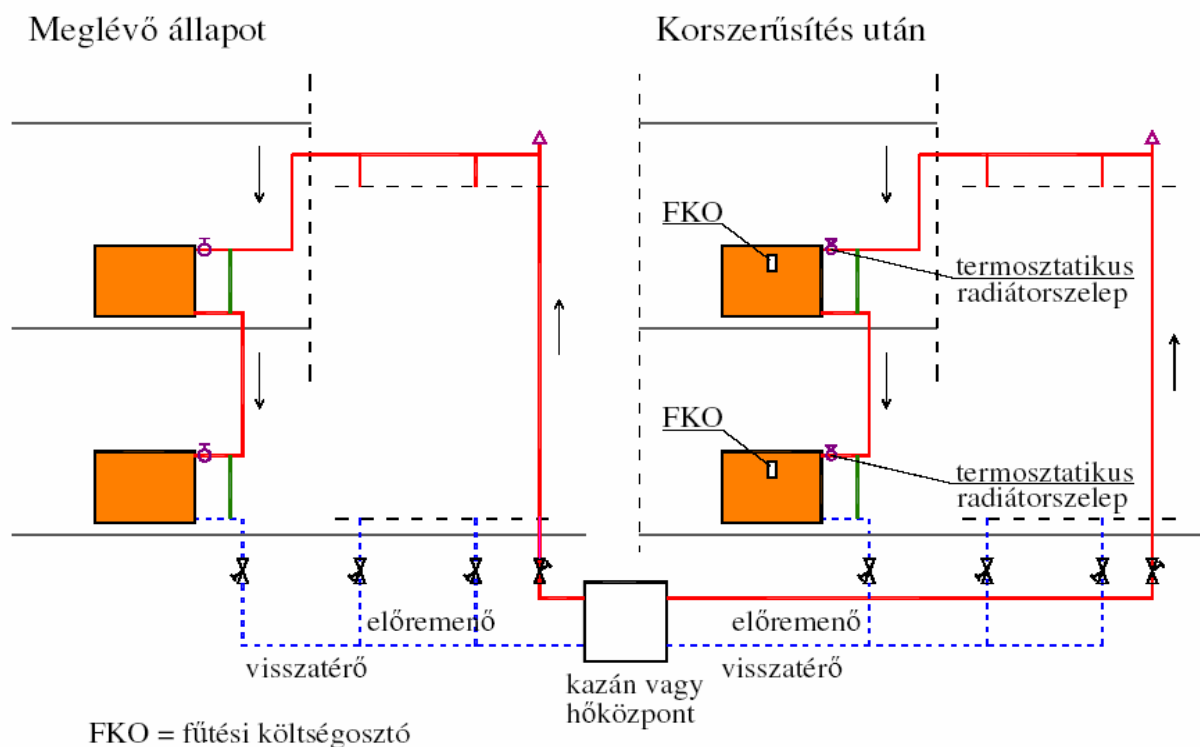 Meglévő állapot
Korszerűsítés után
FKO
termosztatikus
radiátorszelep
FKO
termosztatikus
radiátorszelep
előremenő
előremenő
visszatérő
visszatérő
kazán vagy
hőközpont
FKO = fűtési költségosztó